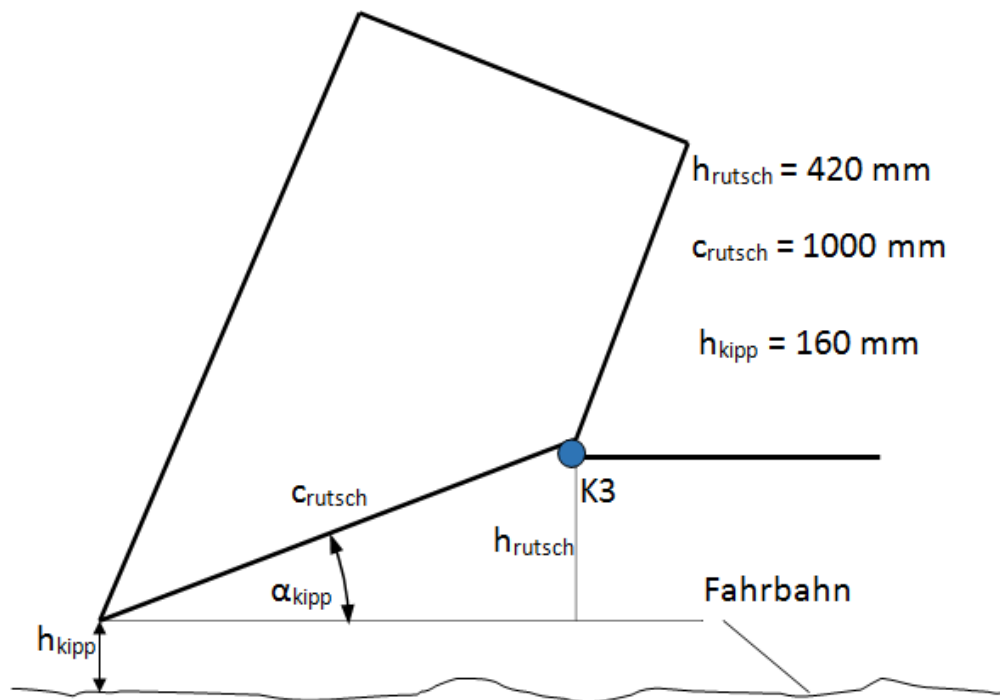 h_rutsch = 420 mm
c_rutsch = 1000 mm
h_kipp = 160 mm
c_rutsch
K3
h_rutsch
α_kipp
Fahrbahn
h_kipp